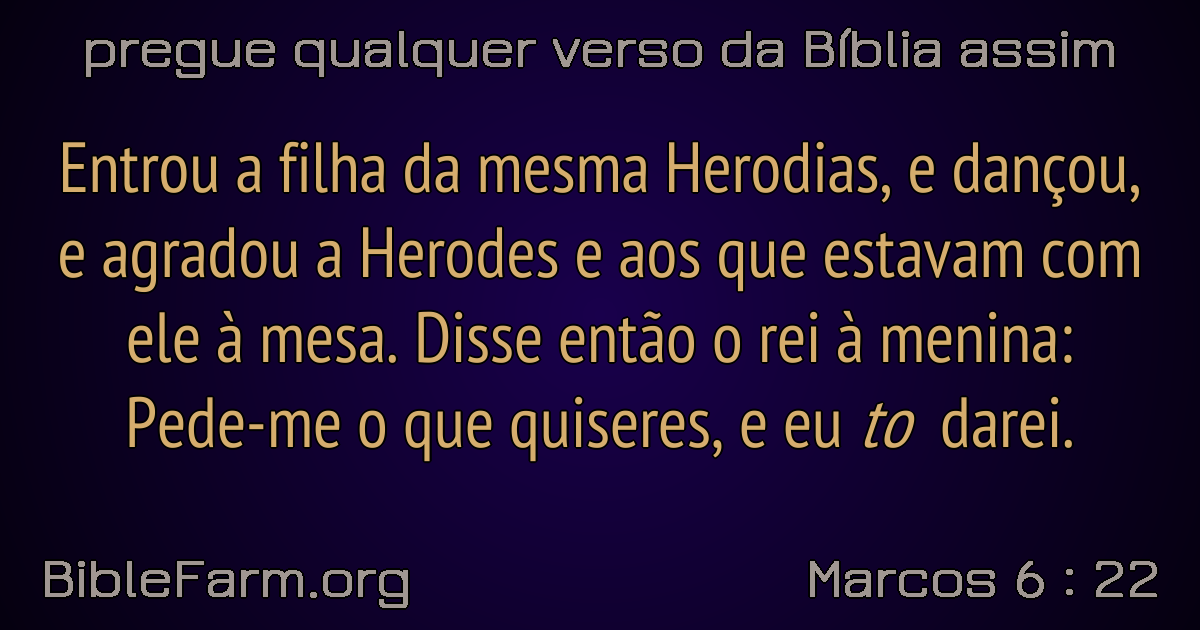 pregue qualquer verso da Bíblia assim
Entrou a filha da mesma Herodias, e dançou,
e agradou a Herodes e aos que estavam com
ele à mesa. Disse então o rei à menina:
Pede-me o que quiseres, e eu to darei.
BibleFarm.org
Marcos 6 : 22